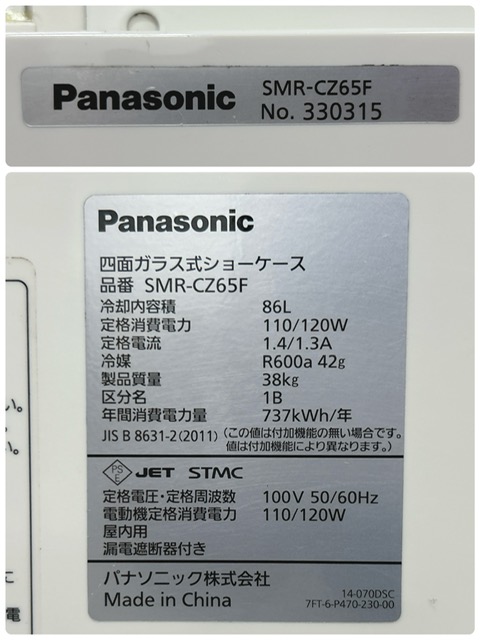 Panasonic SMR-CZ65F
No. 330315
Panasonic
四面ガラス式ショーケース
品番 SMR-CZ65F
冷却内容積 86L
定格消費電力 110/120W
定格電流 1.4/1.3A
冷媒 R600a 42g
製品質量 38kg
区分名 1B
年間消費電力量 737kWh/年
JIS B 8631-2(2011) (この値は付加機能の無い場合です。
付加機能により異なります。)
PSE JET STMC
定格電圧・定格周波数 100V 50/60Hz
電動機定格消費電力 110/120W
屋内用
漏電遮断器付き
パナソニック株式会社 14-070DSC
Made in China 7FT-6-P470-230-00
い。
い。
に
電